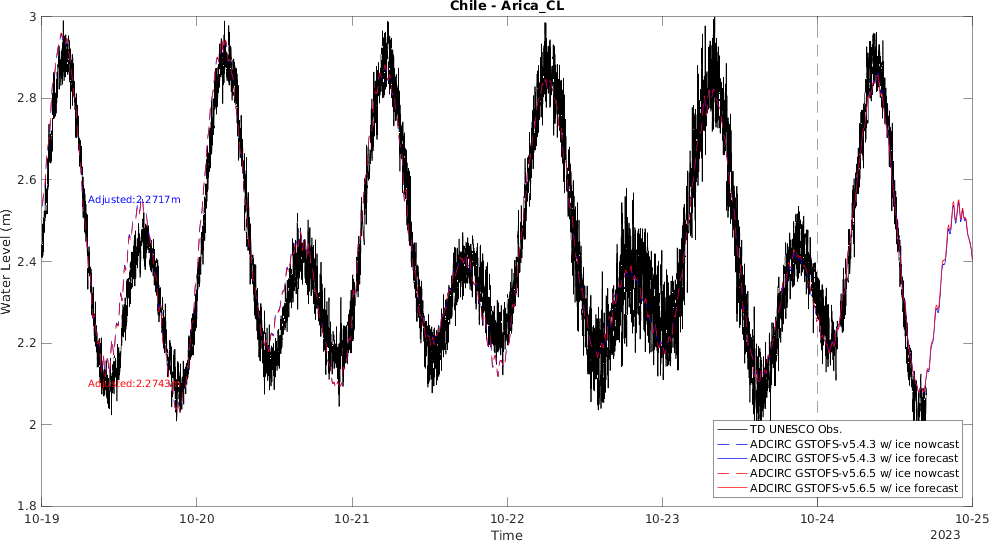 Chile - Arica_CL
3
2.8
2.6
2.4
2.2
2
1.8
Water Level (m)
Adjusted:2.2717m
Adjusted:2.2743m
TD UNESCO Obs.
ADCIRC GSTOFS-v5.4.3 w/ ice nowcast
ADCIRC GSTOFS-v5.4.3 w/ ice forecast
ADCIRC GSTOFS-v5.6.5 w/ ice nowcast
ADCIRC GSTOFS-v5.6.5 w/ ice forecast
10-19 10-20 10-21 10-22 10-23 10-24 10-25
Time
2023